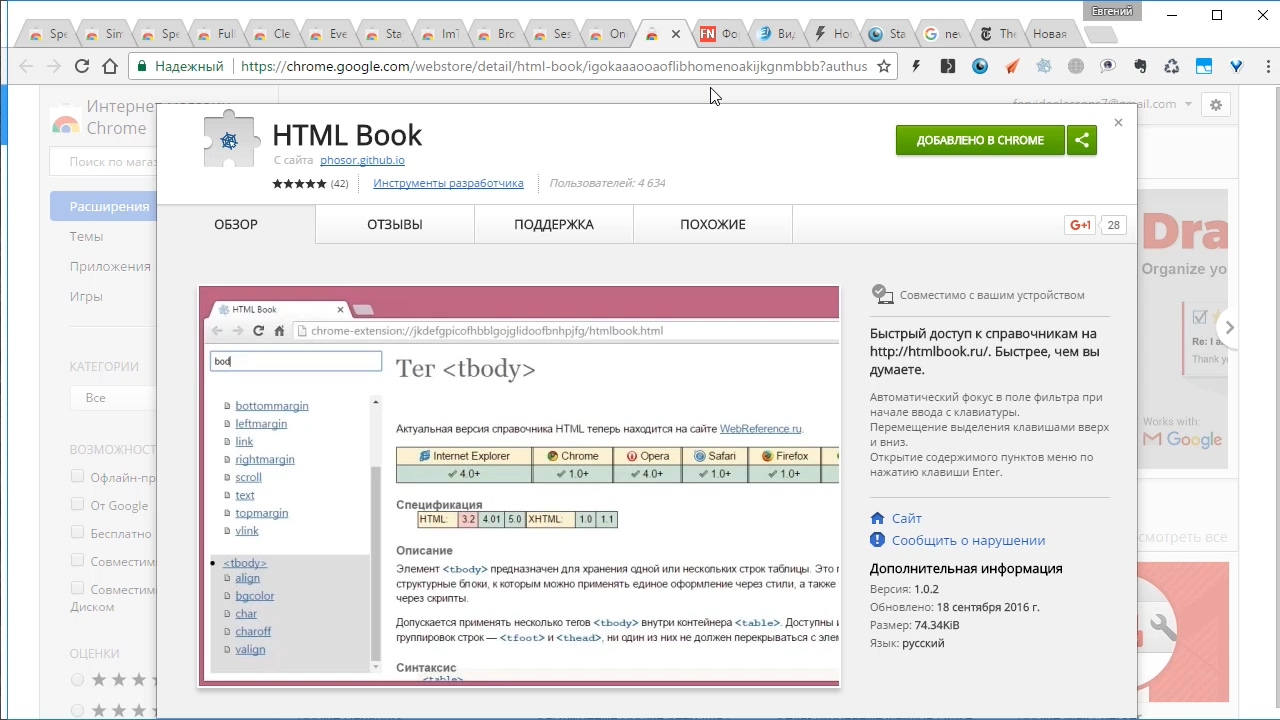 Евгений
Spe
Sim
Spe
Full
Cle
Eve
Sta
ImT
Bro
Ses
On
FN
Фо
Вид
Но
Sta
nev
The
Новая
Надежный
https://chrome.google.com/webstore/detail/html-book/igokaaaooaoflibhomenoakijkgnmbbb?authus
Интернет-магазин
Chrome
Поиск по мага
Расширения
Темы
Приложения
Игры
КАТЕГОРИИ
Все
ВОЗМОЖНОСТ
Офлайн-пр
От Google
Бесплатно
Совместим
Совместим
Диском
ОЦЕНКИ
HTML Book
С сайта phosor.github.io
(42) Инструменты разработчика Пользователей: 4 634
ДОБАВЛЕНО В CHROME
ОБЗОР ОТЗЫВЫ ПОДДЕРЖКА ПОХОЖИЕ
G+1 28
HTML Book
chrome-extension://jkdefgpicofhbblgojglidoofbnhpjfg/htmlbook.html
bod
bottommargin
leftmargin
link
rightmargin
scroll
text
topmargin
vlink
<tbody>
align
bgcolor
char
charoff
valign
Тег <tbody>
Актуальная версия справочника HTML теперь находится на сайте WebReference.ru.
Internet Explorer Chrome Opera Safari Firefox
4.0+ 1.0+ 4.0+ 1.0+ 1.0+
Спецификация
HTML: 3.2 4.01 5.0 XHTML: 1.0 1.1
Описание
Элемент <tbody> предназначен для хранения одной или нескольких строк таблицы. Это п
структурные блоки, к которым можно применять единое оформление через стили, а также
через скрипты.
Допускается применять несколько тегов <tbody> внутри контейнера <table>. Доступны и
группировок строк — <tfoot> и <thead>, ни один из них не должен перекрываться с элем
Синтаксис
<table>
Совместимо с вашим устройством
Быстрый доступ к справочникам на
http://htmlbook.ru/. Быстрее, чем вы
думаете.
Автоматический фокус в поле фильтра при
начале ввода с клавиатуры.
Перемещение выделения клавишами вверх
и вниз.
Открытие содержимого пунктов меню по
нажатию клавиши Enter.
Сайт
Сообщить о нарушении
Дополнительная информация
Версия: 1.0.2
Обновлено: 18 сентября 2016 г.
Размер: 74.34KiB
Язык: русский
Dra
Organize yo
Re: I a
Thank yo
Works with:
Google
смотреть все